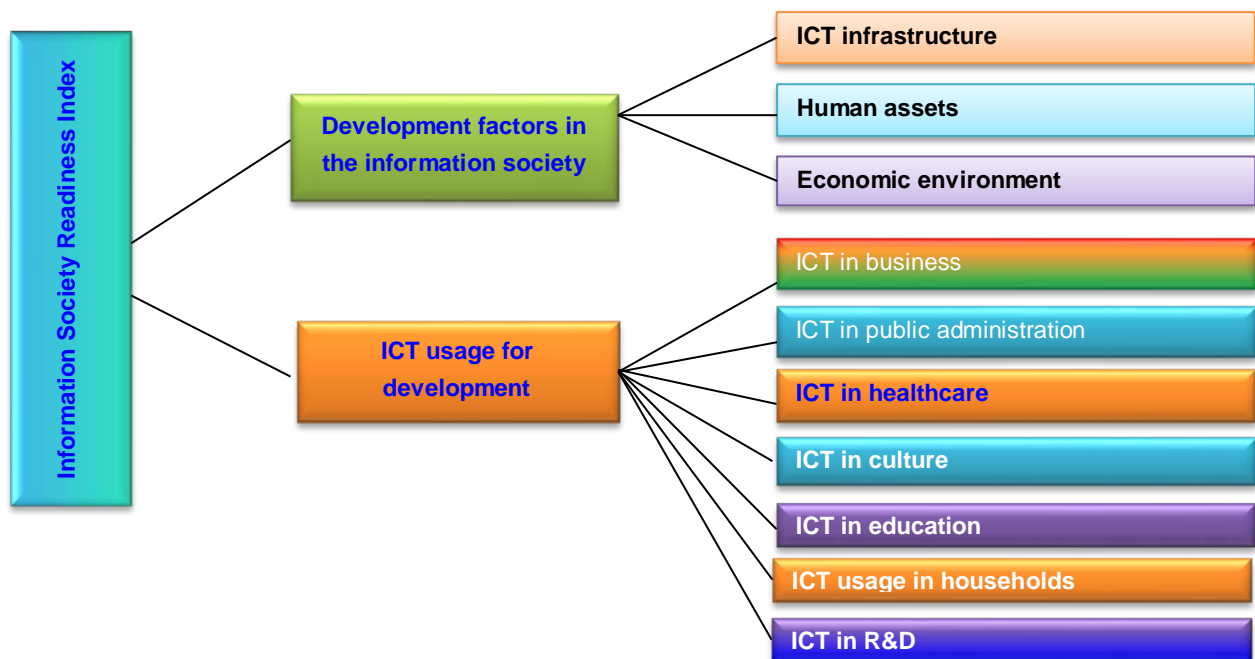 Information Society Readiness Index
Development factors in
the information society
ICT infrastructure
Human assets
Economic environment
ICT usage for
development
ICT in business
ICT in public administration
ICT in healthcare
ICT in culture
ICT in education
ICT usage in households
ICT in R&D